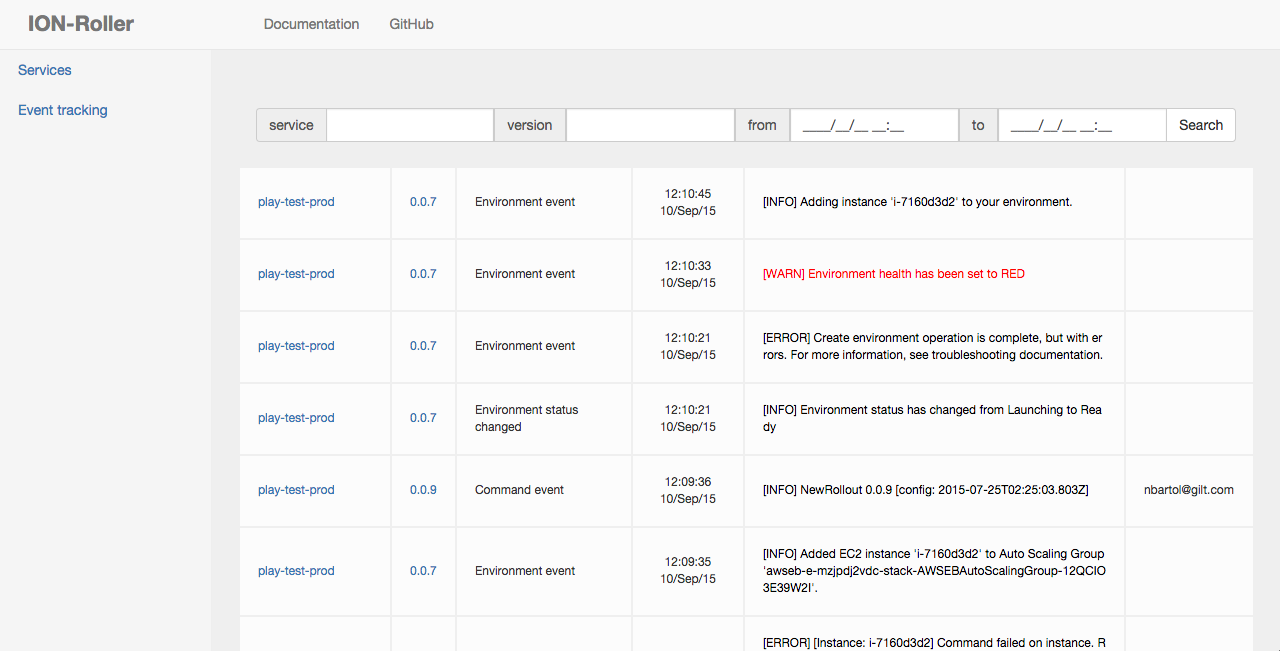 ION-Roller Documentation GitHub
Services
Event tracking
service version from ____/__/__ __:__ to ____/__/__ __:__ Search
play-test-prod 0.0.7 Environment event 12:10:45
10/Sep/15 [INFO] Adding instance 'i-7160d3d2' to your environment.
play-test-prod 0.0.7 Environment event 12:10:33
10/Sep/15 [WARN] Environment health has been set to RED
play-test-prod 0.0.7 Environment event 12:10:21
10/Sep/15 [ERROR] Create environment operation is complete, but with er
rors. For more information, see troubleshooting documentation.
play-test-prod 0.0.7 Environment status
changed 12:10:21
10/Sep/15 [INFO] Environment status has changed from Launching to Rea
dy
play-test-prod 0.0.9 Command event 12:09:36
10/Sep/15 [INFO] NewRollout 0.0.9 [config: 2015-07-25T02:25:03.803Z] nbartol@gilt.com
play-test-prod 0.0.7 Environment event 12:09:35
10/Sep/15 [INFO] Added EC2 instance 'i-7160d3d2' to Auto Scaling Group
'awseb-e-mzjpdj2vdc-stack-AWSEBAutoScalingGroup-12QCIO
3E39W2I'.
[ERROR] [Instance: i-7160d3d2] Command failed on instance. R